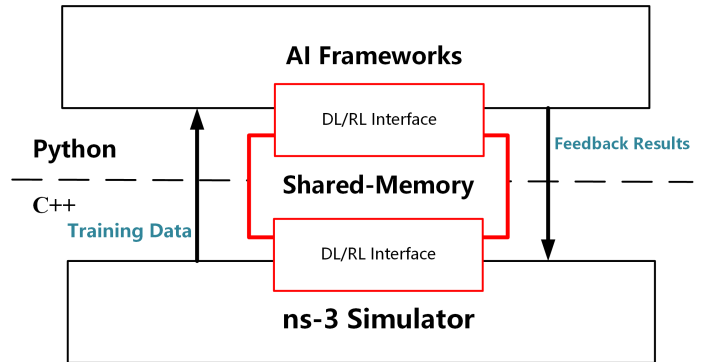 AI Frameworks
DL/RL Interface
Python
Feedback Results
Shared-Memory
C++
Training Data
DL/RL Interface
ns-3 Simulator